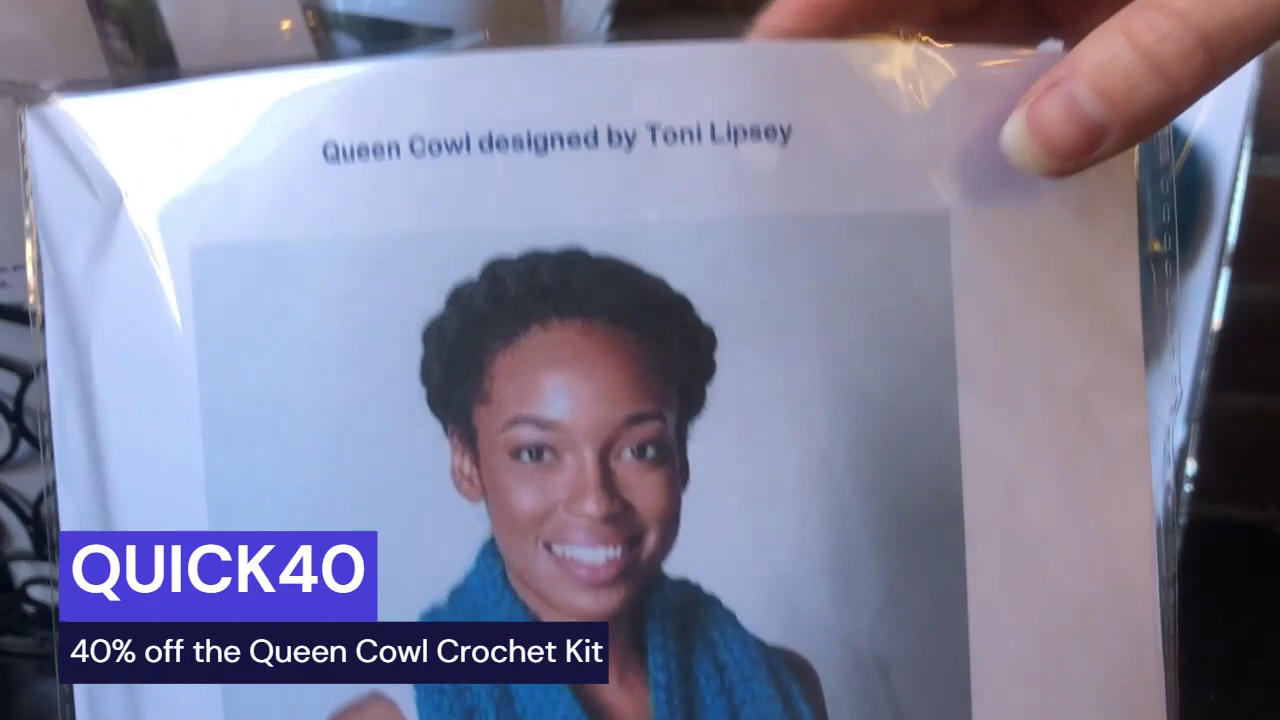 Queen Cowl designed by Toni Lipsey
QUICK40
40% off the Queen Cowl Crochet Kit